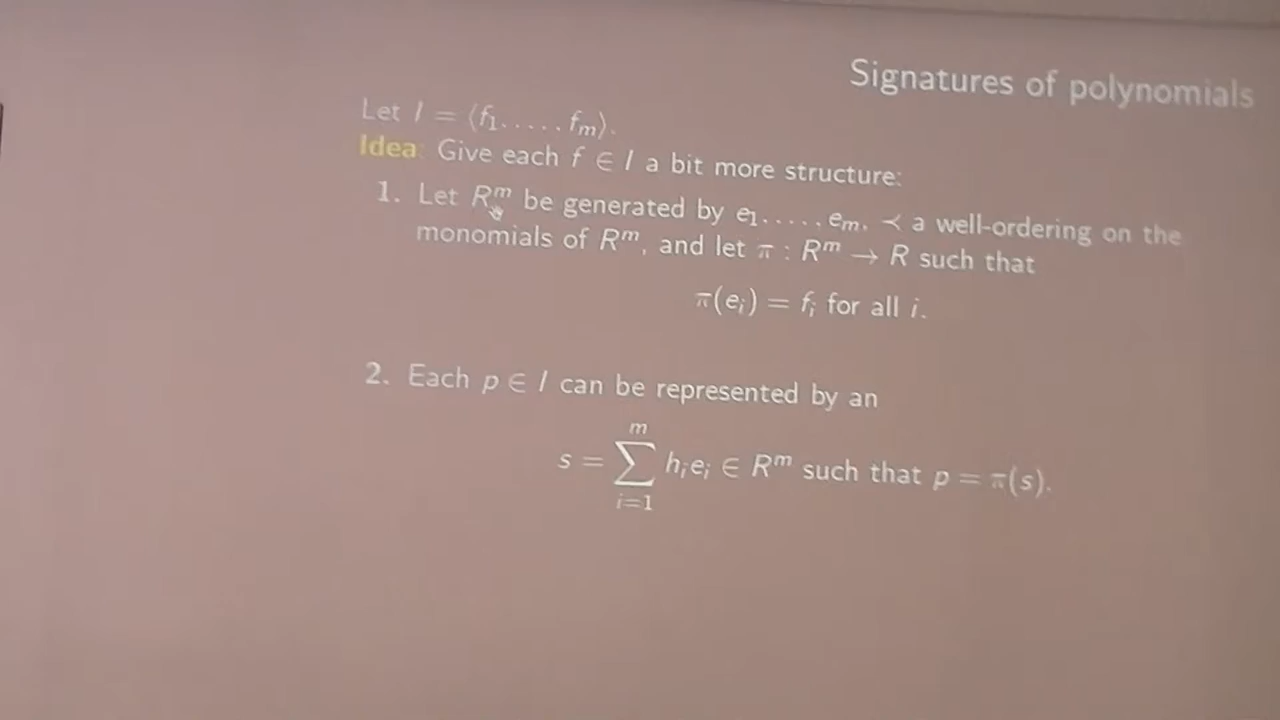 Signatures of polynomials
Let I = ⟨f₁, . . . , fₘ⟩.
Idea: Give each f ∈ I a bit more structure:
1. Let Rᵐ be generated by e₁, . . . , eₘ, ≺ a well-ordering on the
monomials of Rᵐ, and let π : Rᵐ → R such that
π(eᵢ) = fᵢ for all i.
2. Each p ∈ I can be represented by an
s = ∑ᵢ₌₁ᵐ hᵢeᵢ ∈ Rᵐ such that p = π(s).